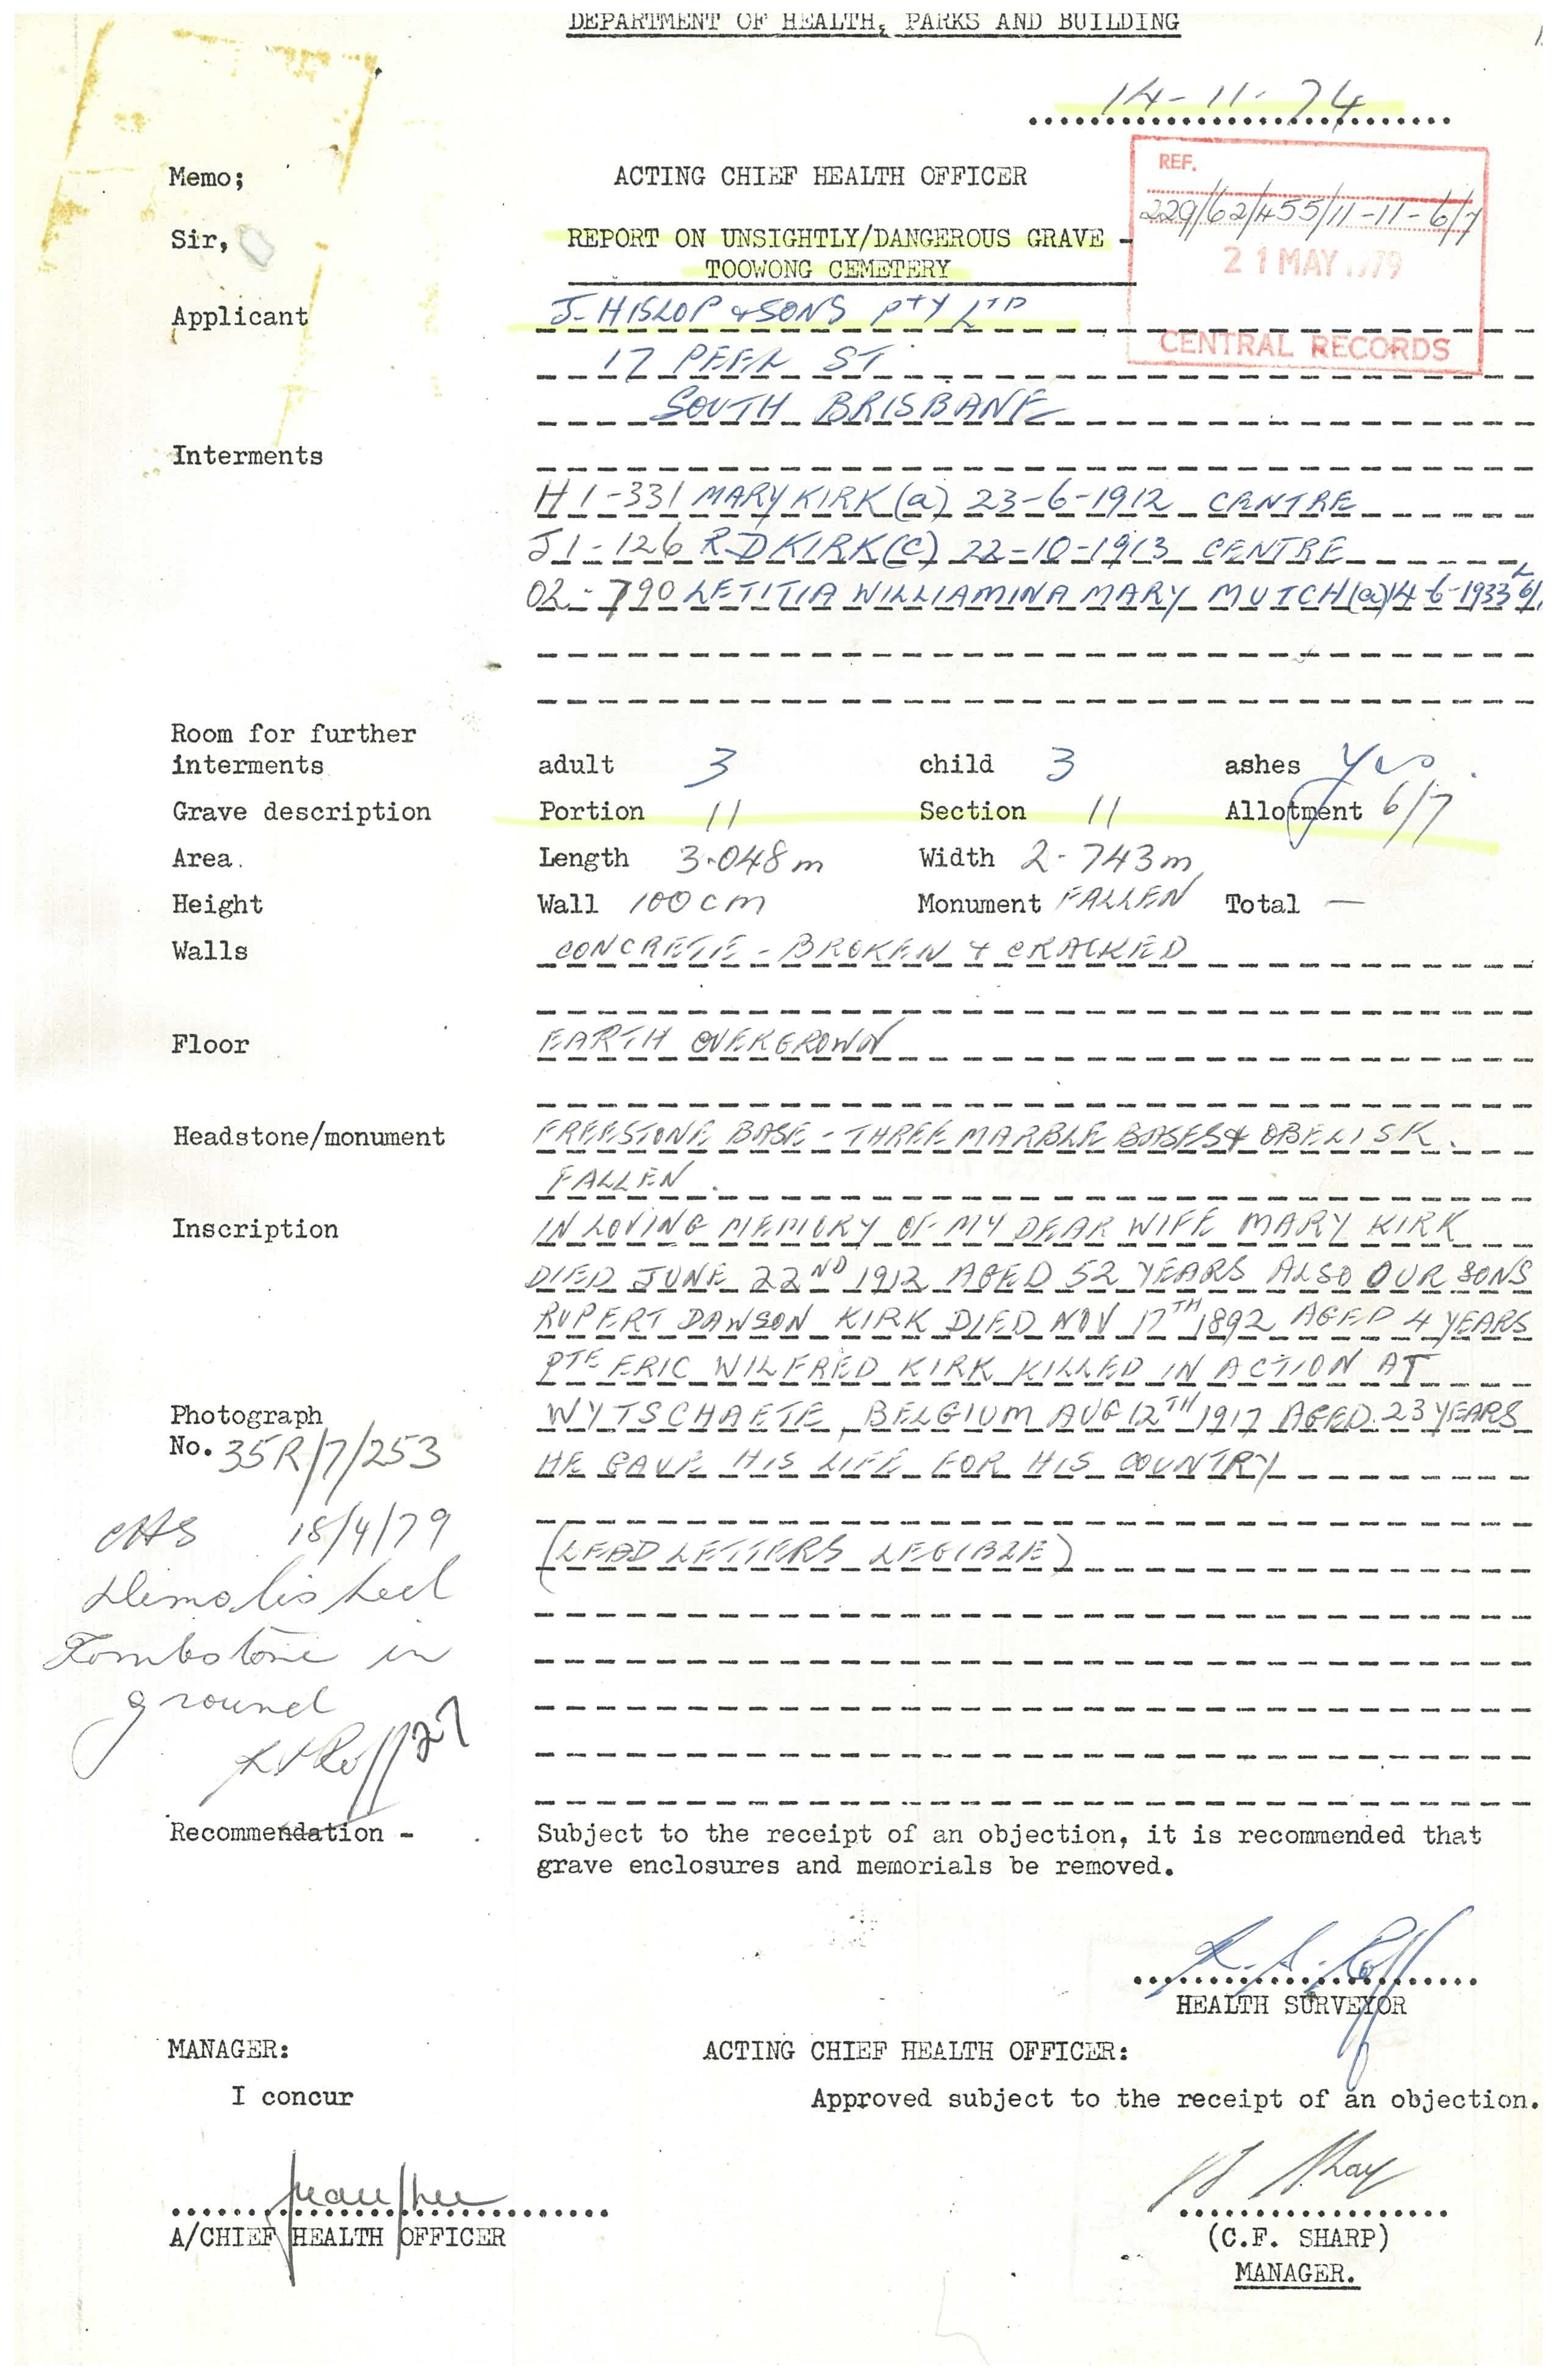 DEPARTMENT OF HEALTH, PARKS AND BUILDING
14-11-74
Memo;
ACTING CHIEF HEALTH OFFICER
REF.
229/62/455/11-11-6/7
Sir,
REPORT ON UNSIGHTLY/DANGEROUS GRAVE -
TOOWONG CEMETERY
21 MAY 1979
CENTRAL RECORDS
Applicant
J. HISLOP & SONS PTY LTD
17 PEEL ST
SOUTH BRISBANE
Interments
H1-331 MARY KIRK (a) 23-6-1912 CENTRE
J1-126 R D KIRK (C) 22-10-1913 CENTRE
02-790 LETITIA WILLIAMINA MARY MUTCH (a) 14-6-1933
Room for further
interments adult 3 child 3 ashes Yes.
Grave description Portion 11 Section 11 Allotment 6/7
Area. Length 3.048m Width 2.743m
Height Wall 100cm Monument FALLEN Total —
Walls CONCRETE - BROKEN & CRACKED
Floor EARTH OVERGROWN
Headstone/monument FREESTONE BASE - THREE MARBLE BASES & OBELISK.
FALLEN.
Inscription IN LOVING MEMORY OF MY DEAR WIFE MARY KIRK
DIED JUNE 22ND 1912 AGED 52 YEARS ALSO OUR SONS
RUPERT DAWSON KIRK DIED NOV 17TH 1892 AGED 4 YEARS
PTE ERIC WILFRED KIRK KILLED IN ACTION AT
WYTSCHAETE, BELGIUM AUG 12TH 1917 AGED 23 YEARS
HE GAVE HIS LIFE FOR HIS COUNTRY
(LEAD LETTERS LEGIBLE)
Photograph
No. 35R/7/253
CHS 18/4/79
Demolished
Tombstone in
ground
Recommendation -
Subject to the receipt of an objection, it is recommended that
grave enclosures and memorials be removed.
HEALTH SURVEYOR
MANAGER:
ACTING CHIEF HEALTH OFFICER:
I concur
Approved subject to the receipt of an objection.
A/CHIEF HEALTH OFFICER
(C.F. SHARP)
MANAGER.